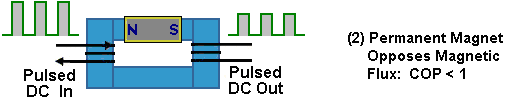 N S
Pulsed
DC In
Pulsed
DC Out
(2) Permanent Magnet
Opposes Magnetic
Flux: COP < 1